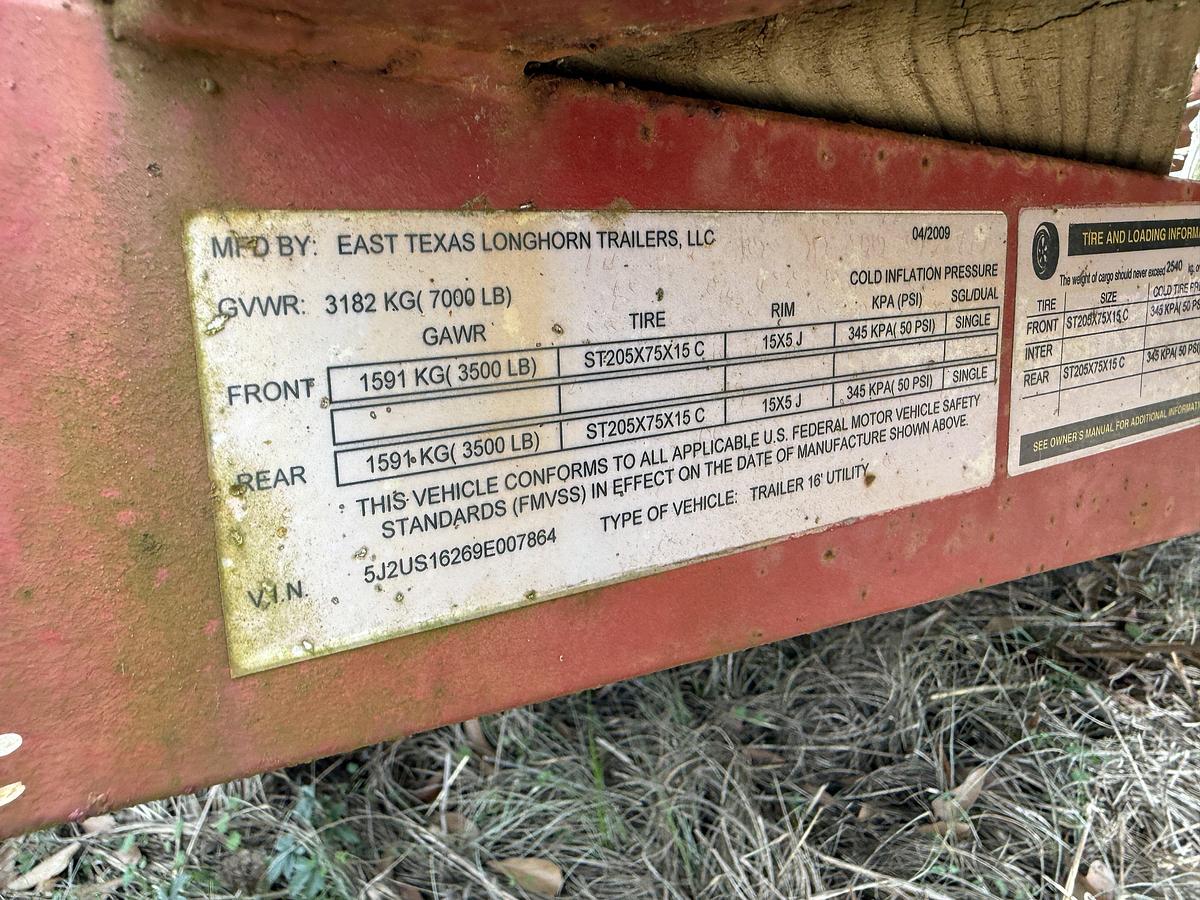 MFD BY: EAST TEXAS LONGHORN TRAILERS, LLC 04/2009
GVWR: 3182 KG( 7000 LB) COLD INFLATION PRESSURE
GAWR TIRE RIM KPA (PSI) SGL/DUAL
FRONT 1591 KG( 3500 LB) ST205X75X15 C 15X5 J 345 KPA( 50 PSI) SINGLE
REAR 1591 KG( 3500 LB) ST205X75X15 C 15X5 J 345 KPA( 50 PSI) SINGLE
THIS VEHICLE CONFORMS TO ALL APPLICABLE U.S. FEDERAL MOTOR VEHICLE SAFETY
STANDARDS (FMVSS) IN EFFECT ON THE DATE OF MANUFACTURE SHOWN ABOVE.
V.I.N. 5J2US16269E007864 TYPE OF VEHICLE: TRAILER 16' UTILITY
TIRE AND LOADING
The weight of cargo should never exceed 2540 kg.
TIRE SIZE COLD TIRE
FRONT ST205X75X15 C 345 KPA( 50 PSI
INTER
REAR ST205X75X15 C 345 KPA( 50 PSI
SEE OWNER'S MANUAL FOR ADDITIONAL